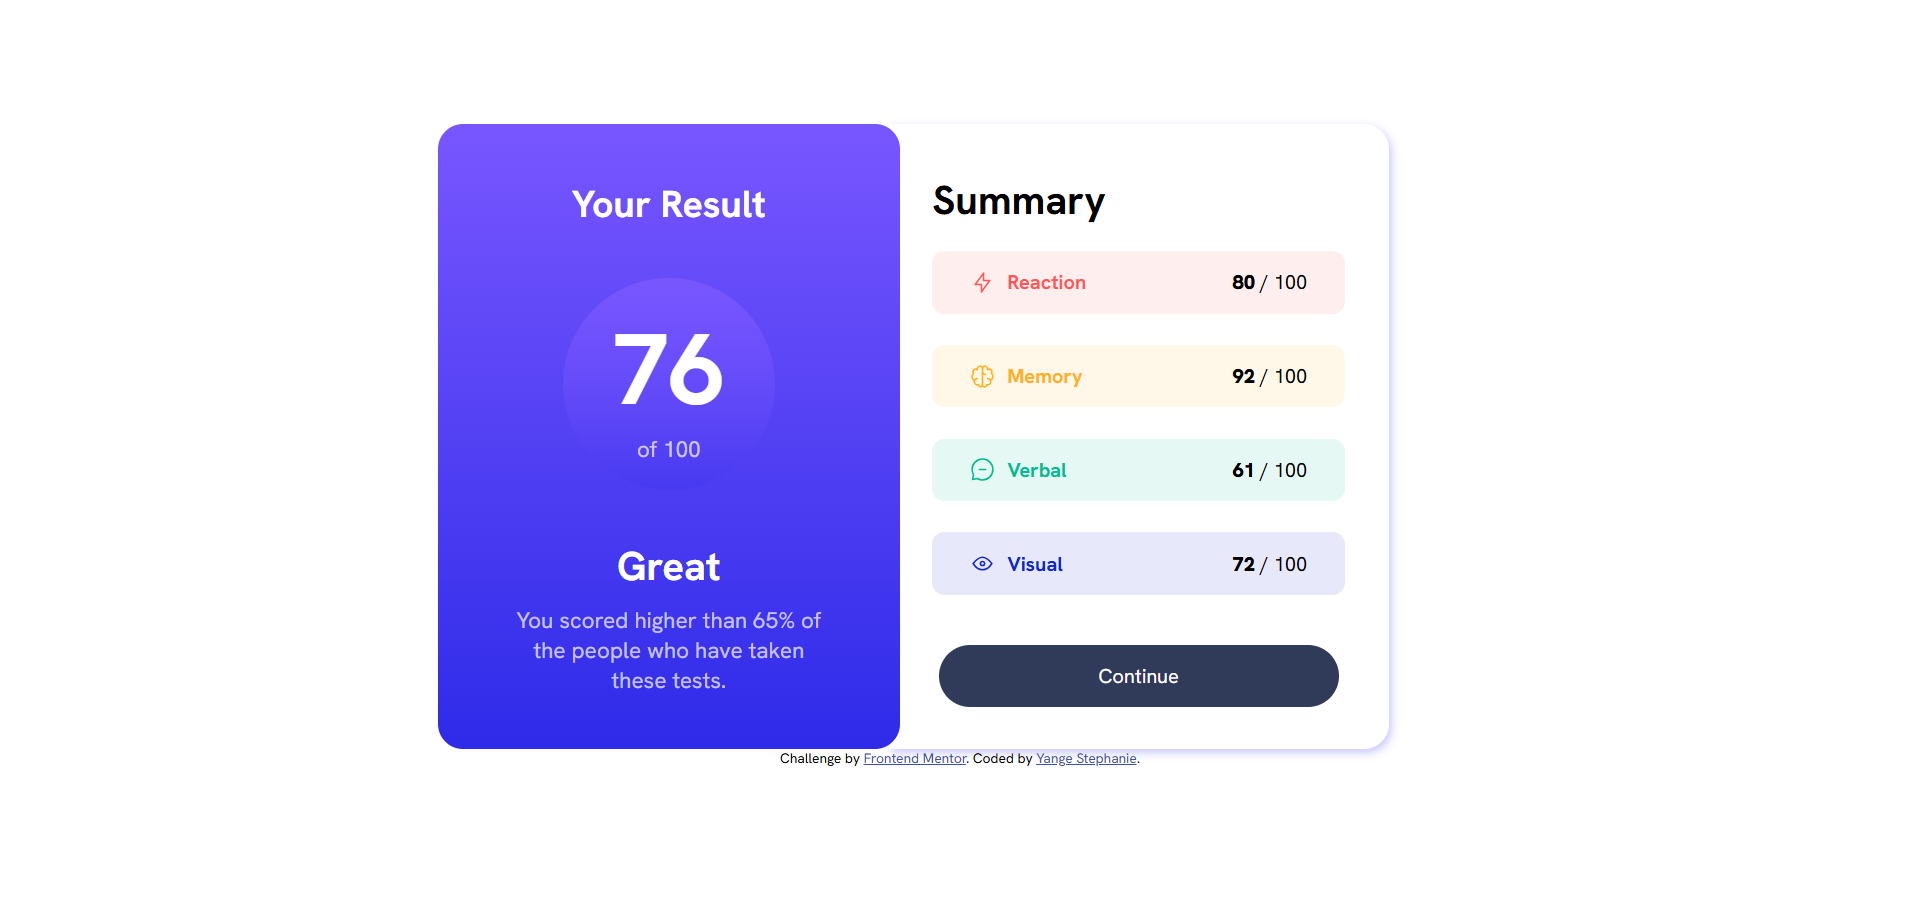 Your Result
76
of 100
Great
You scored higher than 65% of
the people who have taken
these tests.
Summary
Reaction 80 / 100
Memory 92 / 100
Verbal 61 / 100
Visual 72 / 100
Continue
Challenge by Frontend Mentor. Coded by Yange Stephanie.